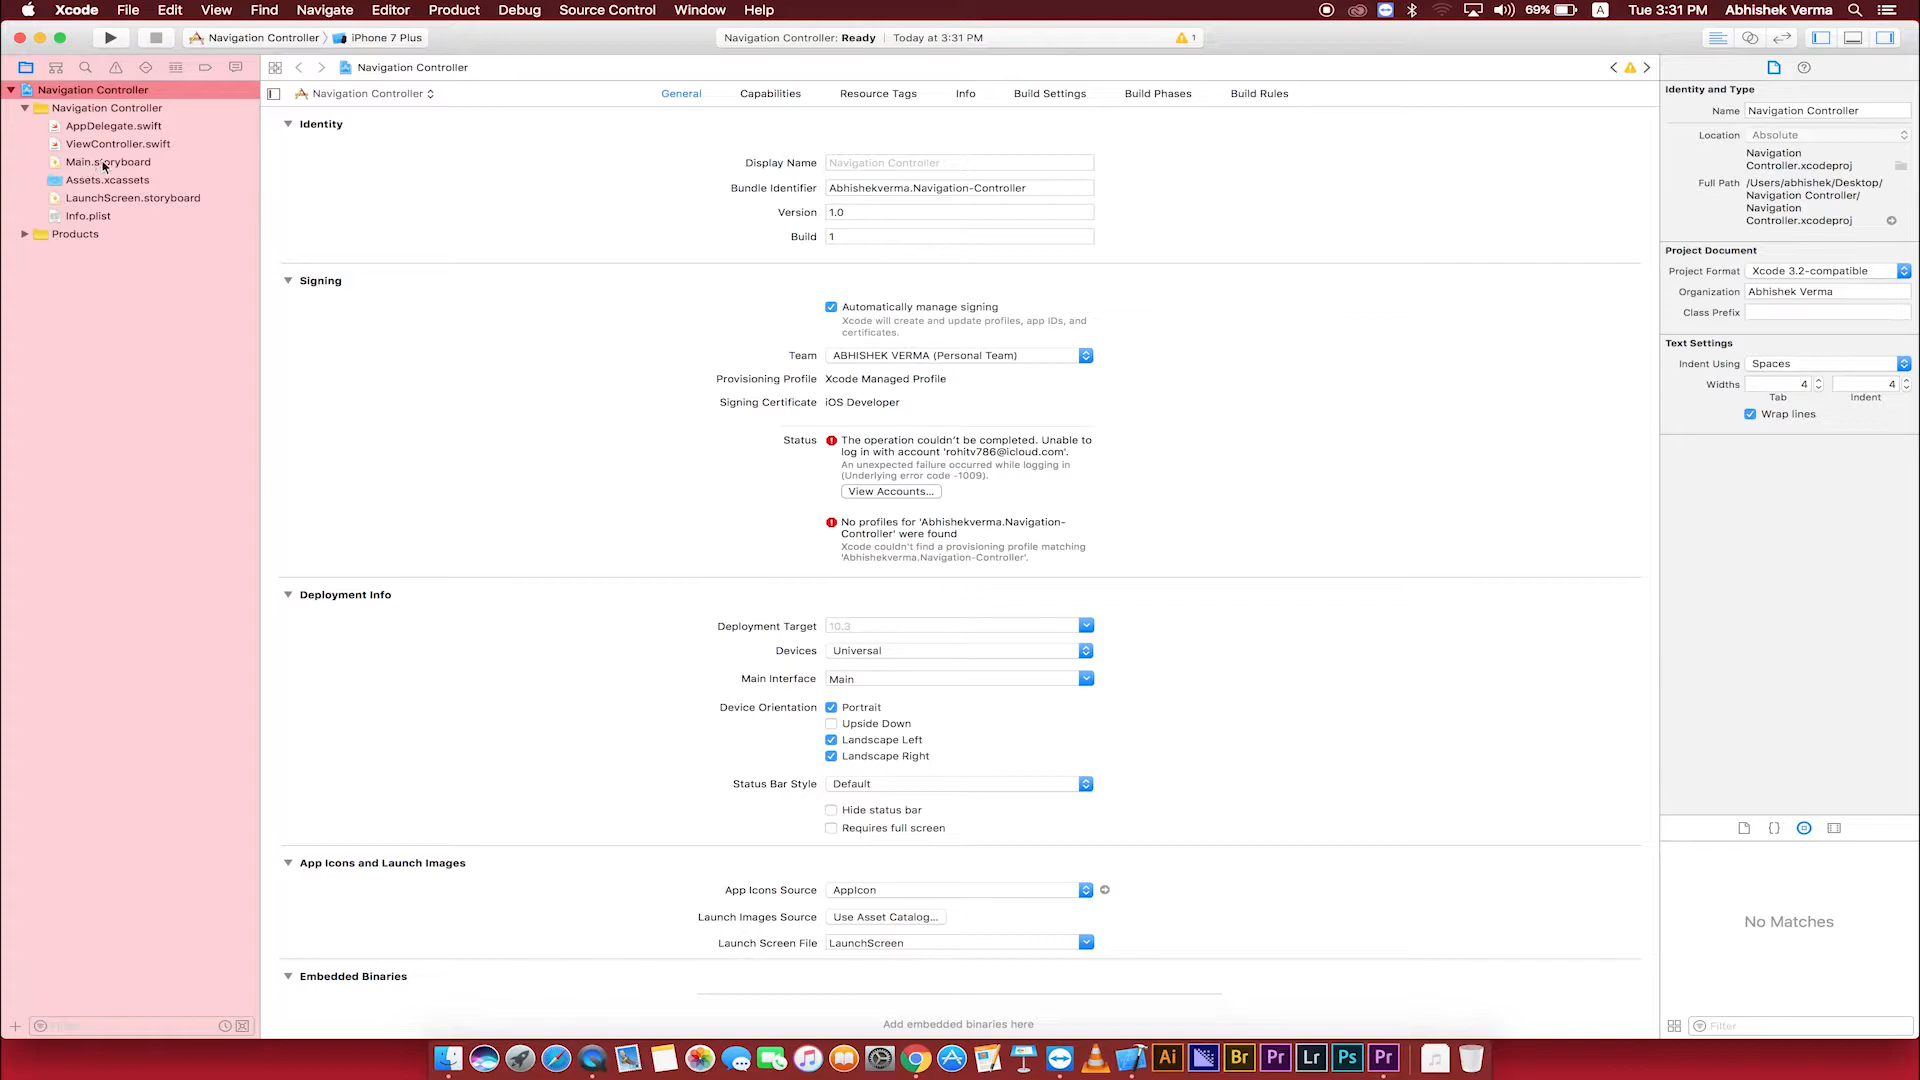 Xcode File Edit View Find Navigate Editor Product Debug Source Control Window Help 69% A Tue 3:31 PM Abhishek Verma
Navigation Controller iPhone 7 Plus Navigation Controller: Ready Today at 3:31 PM 1
Navigation Controller
Navigation Controller
AppDelegate.swift
ViewController.swift
Main.storyboard
Assets.xcassets
LaunchScreen.storyboard
Info.plist
Products
Navigation Controller
Navigation Controller General Capabilities Resource Tags Info Build Settings Build Phases Build Rules
Identity
Display Name Navigation Controller
Bundle Identifier Abhishekverma.Navigation-Controller
Version 1.0
Build 1
Signing
Automatically manage signing
Xcode will create and update profiles, app IDs, and
certificates.
Team ABHISHEK VERMA (Personal Team)
Provisioning Profile Xcode Managed Profile
Signing Certificate iOS Developer
Status The operation couldn't be completed. Unable to
log in with account 'rohitv786@icloud.com'.
An unexpected failure occurred while logging in
(Underlying error code -1009).
View Accounts...
No profiles for 'Abhishekverma.Navigation-
Controller' were found
Xcode couldn't find a provisioning profile matching
'Abhishekverma.Navigation-Controller'.
Deployment Info
Deployment Target 10.3
Devices Universal
Main Interface Main
Device Orientation Portrait
Upside Down
Landscape Left
Landscape Right
Status Bar Style Default
Hide status bar
Requires full screen
App Icons and Launch Images
App Icons Source AppIcon
Launch Images Source Use Asset Catalog...
Launch Screen File LaunchScreen
Embedded Binaries
Add embedded binaries here
Identity and Type
Name Navigation Controller
Location Absolute
Navigation
Controller.xcodeproj
Full Path /Users/abhishek/Desktop/
Navigation Controller/
Navigation
Controller.xcodeproj
Project Document
Project Format Xcode 3.2-compatible
Organization Abhishek Verma
Class Prefix
Text Settings
Indent Using Spaces
Widths 4 4
Tab Indent
Wrap lines
No Matches
Filter
Filter
Ai Br Pr Lr Ps Pr